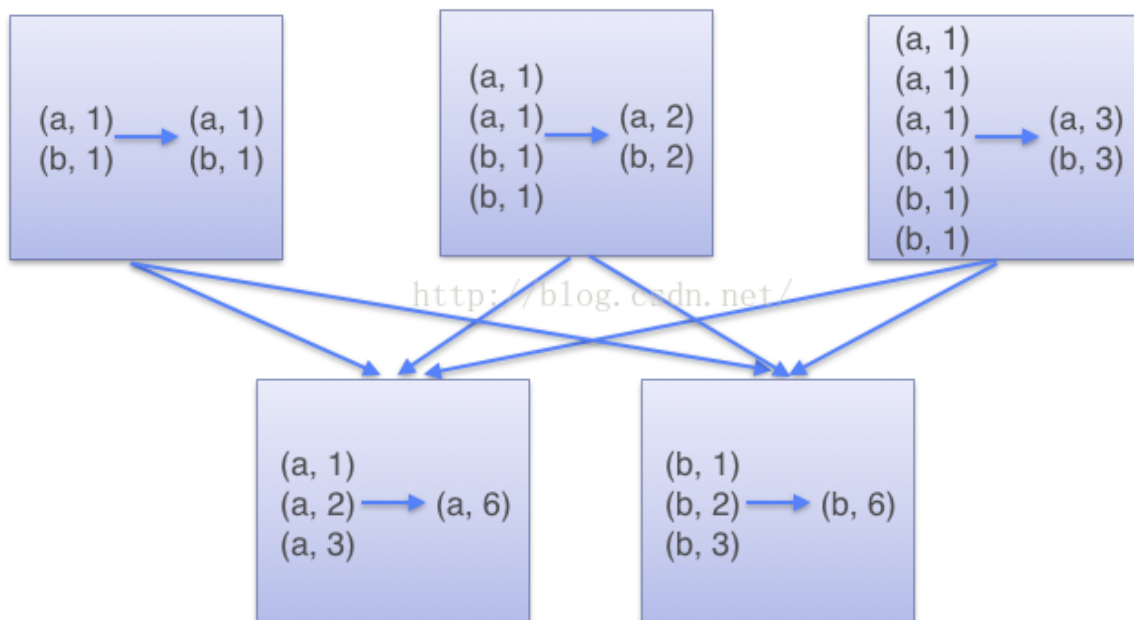 (a, 1)
(b, 1)
(a, 1)
(b, 1)
(a, 1)
(a, 1)
(b, 1)
(b, 1)
(a, 2)
(b, 2)
(a, 1)
(a, 1)
(a, 1)
(b, 1)
(b, 1)
(b, 1)
(a, 3)
(b, 3)
http://blog.csdn.net/
(a, 1)
(a, 2)
(a, 3)
(a, 6)
(b, 1)
(b, 2)
(b, 3)
(b, 6)